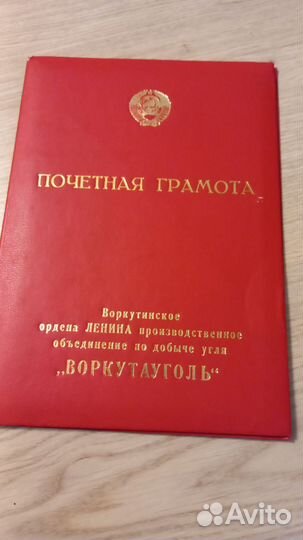 ПОЧЕТНАЯ ГРАМОТА
Воркутинское
ордена ЛЕНИНА производственное
объединение по добыче угля
„ВОРКУТАУГОЛЬ“
Avito